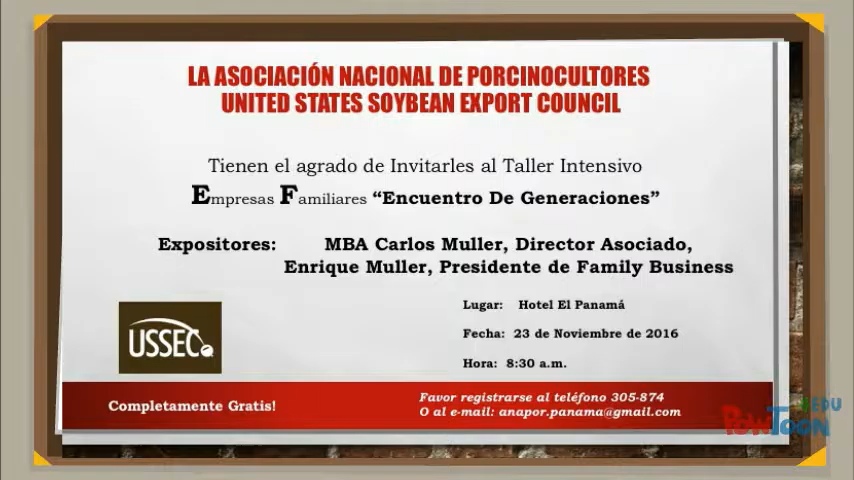 LA ASOCIACIÓN NACIONAL DE PORCINOCULTORES
UNITED STATES SOYBEAN EXPORT COUNCIL
Tienen el agrado de Invitarles al Taller Intensivo
Empresas Familiares “Encuentro De Generaciones”
Expositores: MBA Carlos Muller, Director Asociado,
Enrique Muller, Presidente de Family Business
Lugar: Hotel El Panamá
Fecha: 23 de Noviembre de 2016
Hora: 8:30 a.m.
USSEC
Completamente Gratis!
Favor registrarse al teléfono 305-874
O al e-mail: anapor.panama@gmail.com
EDU
POWTOON